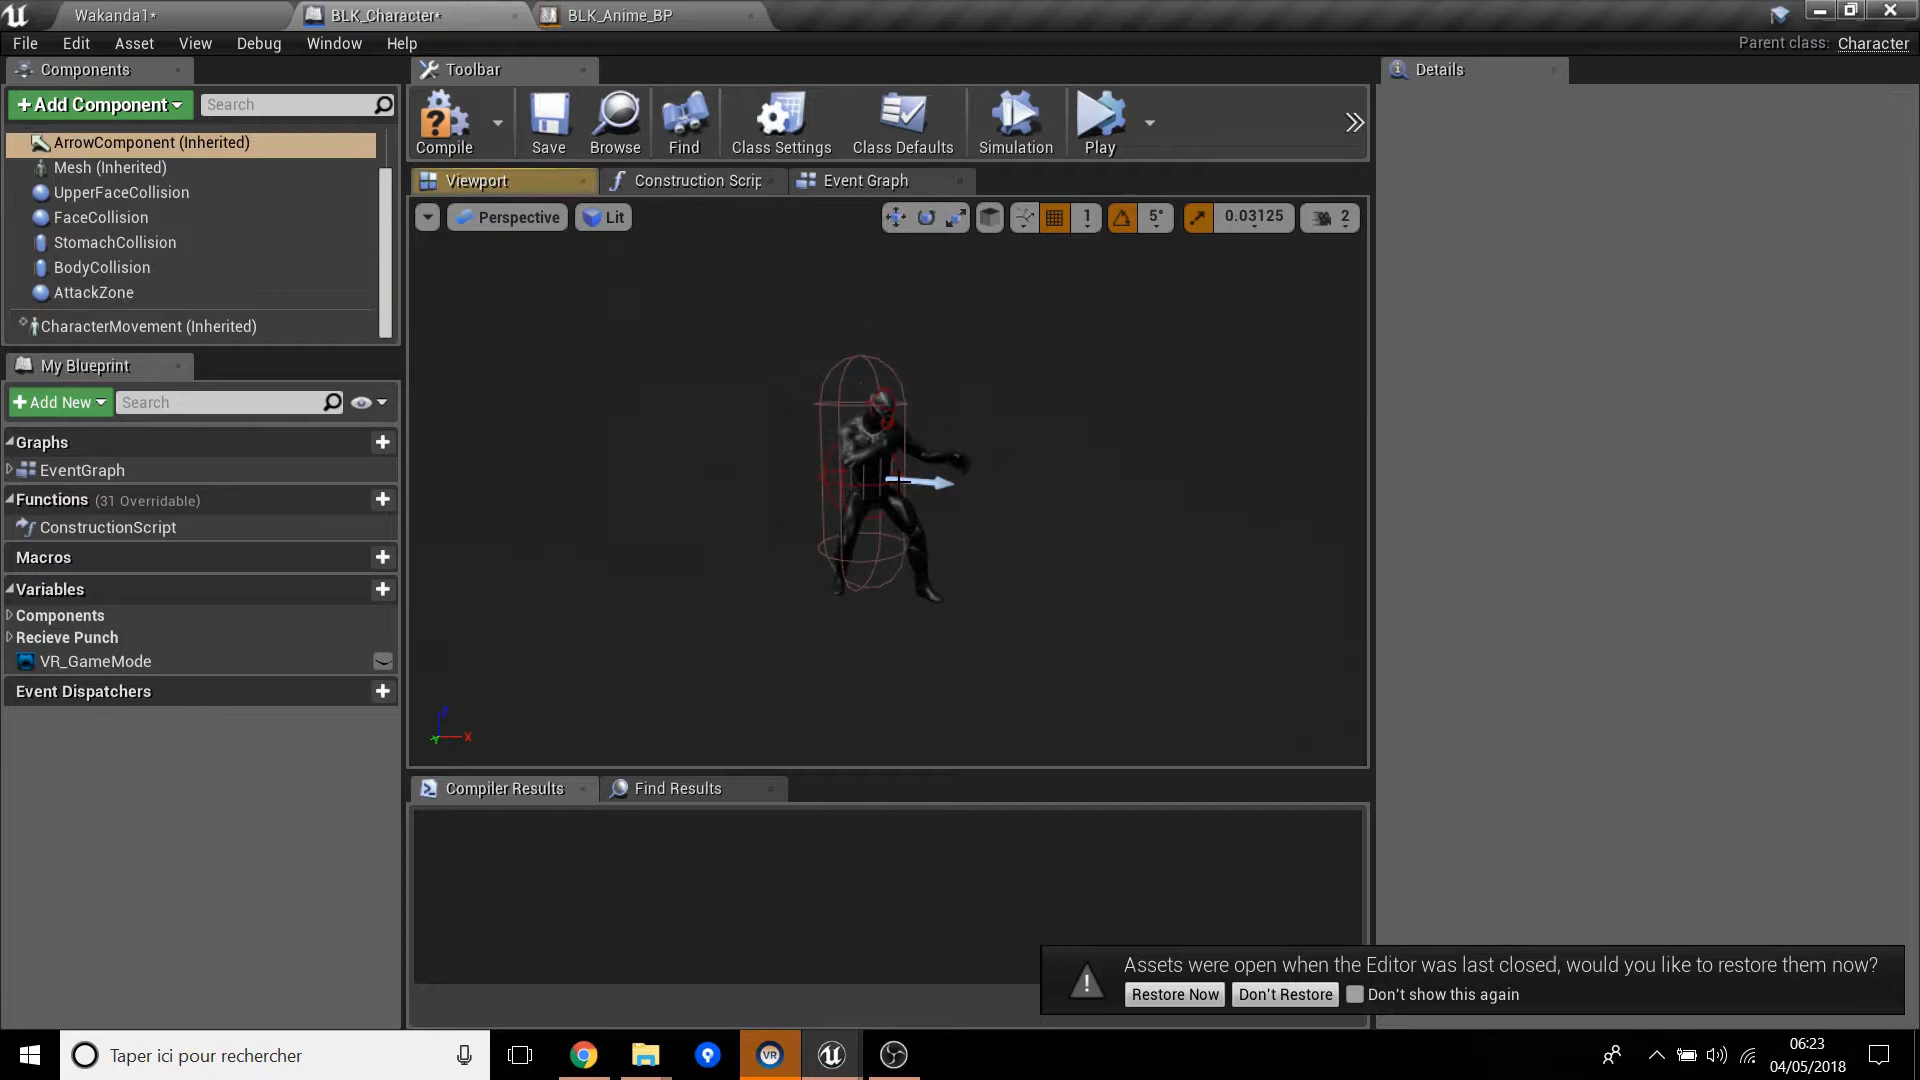 Wakanda1*
BLK_Character*
BLK_Anime_BP
File Edit Asset View Debug Window Help
Parent class: Character
Components
Toolbar
Details
+Add Component
Search
Compile
Save
Browse
Find
Class Settings
Class Defaults
Simulation
Play
ArrowComponent (Inherited)
Mesh (Inherited)
UpperFaceCollision
FaceCollision
StomachCollision
BodyCollision
AttackZone
CharacterMovement (Inherited)
Viewport
Construction Scrip
Event Graph
Perspective
Lit
1
5°
0.03125
2
My Blueprint
+Add New
Search
Graphs
EventGraph
Functions (31 Overridable)
ConstructionScript
Macros
Variables
Components
Recieve Punch
VR_GameMode
Event Dispatchers
Z
Y
X
Compiler Results
Find Results
Assets were open when the Editor was last closed, would you like to restore them now?
Restore Now
Don't Restore
Don't show this again
Taper ici pour rechercher
VR
06:23
04/05/2018